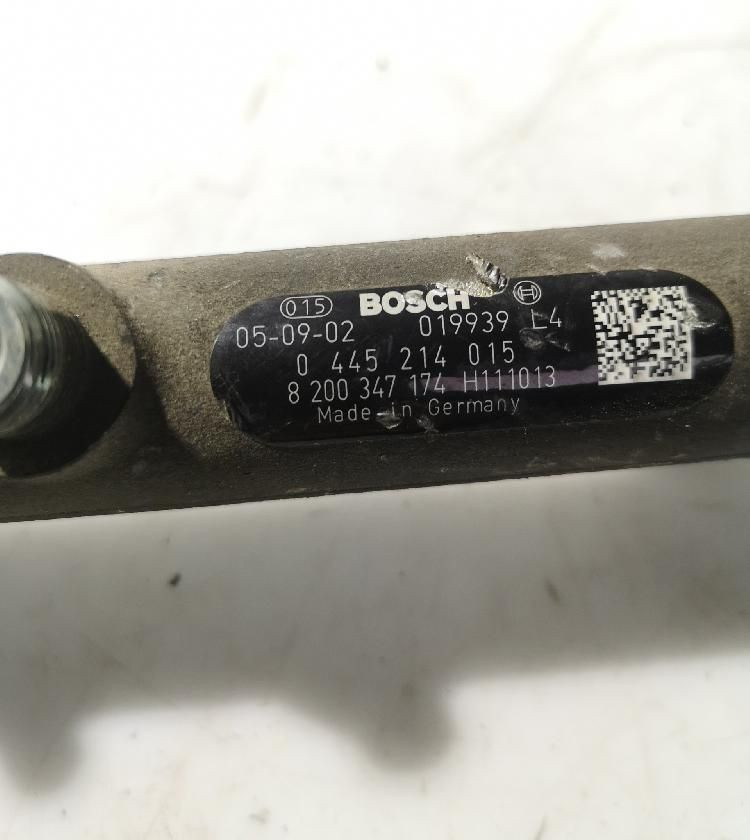 015 BOSCH
05-09-02 019939 L4
0 445 214 015
8 200 347 174 H111013
Made in Germany